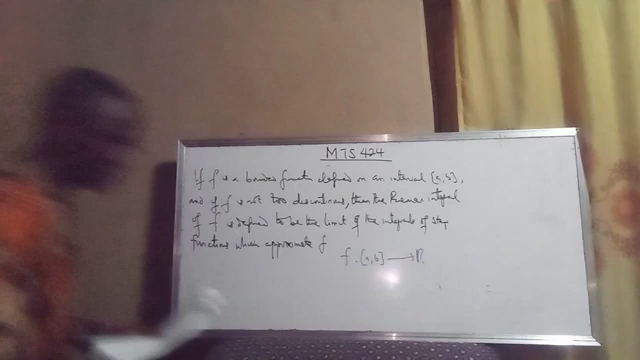 MTS 424
If f is a bounded function defined on an interval [a,b],
and if f is not too discontinuous, then the Riemann integral
of f is defined to be the limit of the integrals of step
functions which approximate f
f : [a,b] → ℝ